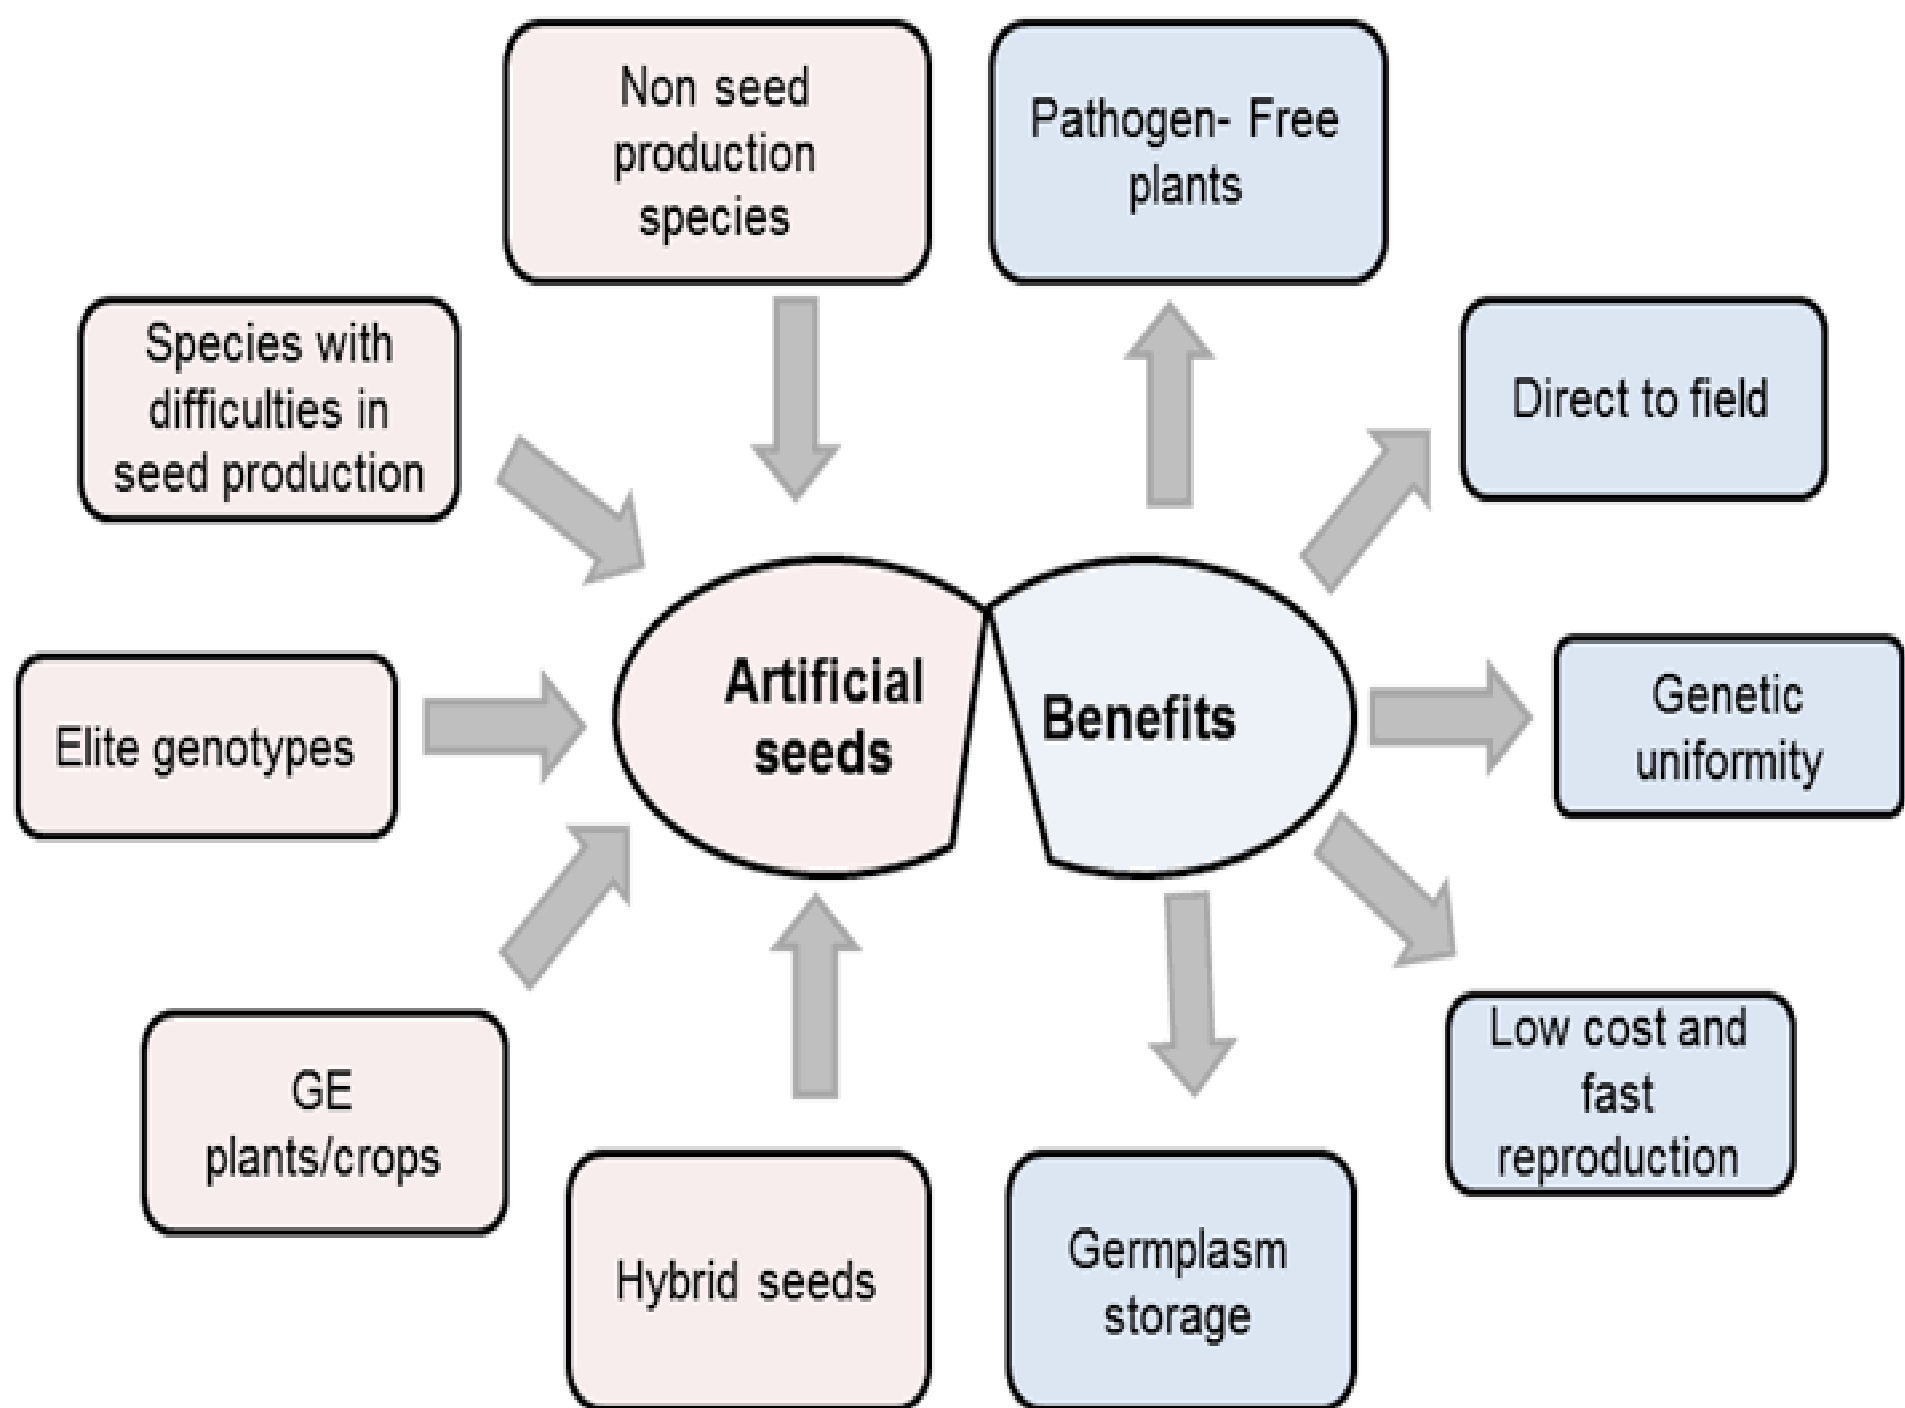 Non seed
production
species
Pathogen- Free
plants
Species with
difficulties in
seed production
Direct to field
Elite genotypes
Artificial
seeds
Benefits
Genetic
uniformity
GE
plants/crops
Low cost and
fast
reproduction
Hybrid seeds
Germplasm
storage